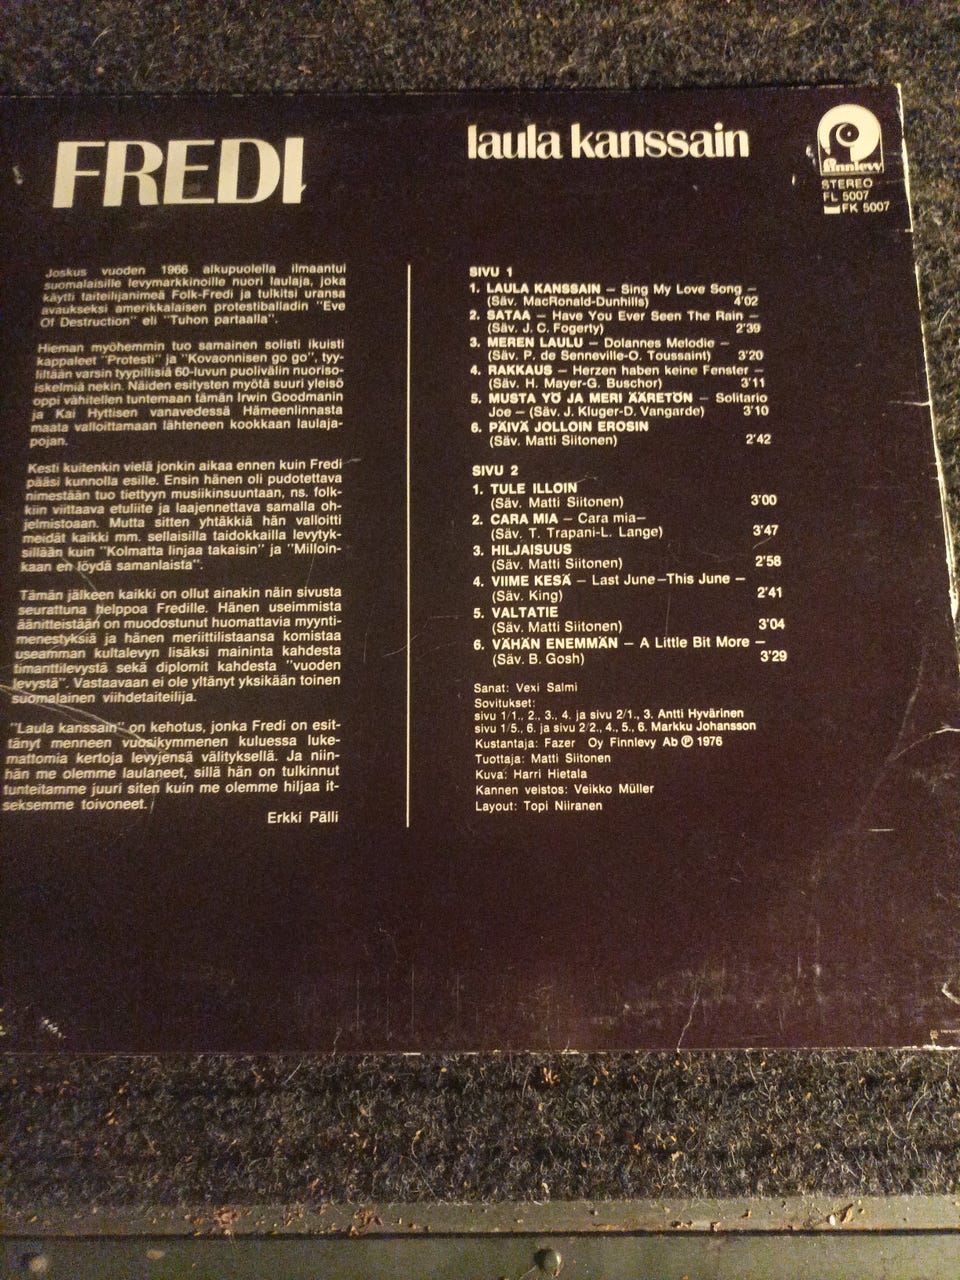 FREDI
laula kanssain
Finnlevy
STEREO
FL 5007
FK 5007
Joskus vuoden 1966 alkupuolella ilmaantui
suomalaisille levymarkkinoille nuori laulaja, joka
käytti taiteilijanimeä Folk-Fredi ja tulkitsi uransa
avaukseksi amerikkalaisen protestiballadin "Eve
Of Destruction" eli "Tuhon partaalla".
Hieman myöhemmin tuo samainen solisti ikuisti
kappaleet "Protesti" ja "Kovaonnisen go go", tyy-
liltään varsin tyypillisiä 60-luvun puolivälin nuoriso-
iskelmiä nekin. Näiden esitysten myötä suuri yleisö
oppi vähitellen tuntemaan tämän Irwin Goodmanin
ja Kai Hyttisen vanavedessä Hämeenlinnasta
maata valloittamaan lähteneen kookkaan laulaja-
pojan.
Kesti kuitenkin vielä jonkin aikaa ennen kuin Fredi
pääsi kunnolla esille. Ensin hänen oli pudotettava
nimestään tuo tiettyyn musiikinsuuntaan, ns. folk-
kiin viittaava etuliite ja laajennettava samalla oh-
jelmistoaan. Mutta sitten yhtäkkiä hän valloitti
meidät kaikki mm. sellaisilla taidokkailla levytyk-
sillään kuin "Kolmatta linjaa takaisin" ja "Milloin-
kaan en löydä samanlaista".
Tämän jälkeen kaikki on ollut ainakin näin sivusta
seurattuna helppoa Fredille. Hänen useimmista
äänitteistään on muodostunut huomattavia myynti-
menestyksiä ja hänen meriittilistaansa komistaa
useamman kultalevyn lisäksi maininta kahdesta
timanttilevystä sekä diplomit kahdesta "vuoden
levystä". Vastaavaan ei ole yltänyt yksikään toinen
suomalainen viihdetaiteilija.
"Laula kanssain" on kehotus, jonka Fredi on esit-
tänyt menneen vuosikymmenen kuluessa luke-
mattomia kertoja levyjensä välityksellä. Ja niin-
hän me olemme laulaneet, sillä hän on tulkinnut
tunteitamme juuri siten kuin me olemme hiljaa it-
seksemme toivoneet.
Erkki Pälli
SIVU 1
1. LAULA KANSSAIN – Sing My Love Song –
(Säv. MacRonald-Dunhills) 4'02
2. SATAA – Have You Ever Seen The Rain –
(Säv. J. C. Fogerty) 2'39
3. MEREN LAULU – Dolannes Melodie –
(Säv. P. de Senneville-O. Toussaint) 3'20
4. RAKKAUS – Herzen haben keine Fenster –
(Säv. H. Mayer-G. Buschor) 3'11
5. MUSTA YÖ JA MERI ÄÄRETÖN – Solitario
Joe – (Säv. J. Kluger-D. Vangarde) 3'10
6. PÄIVÄ JOLLOIN EROSIN
(Säv. Matti Siitonen) 2'42
SIVU 2
1. TULE ILLOIN
(Säv. Matti Siitonen) 3'00
2. CARA MIA – Cara mia–
(Säv. T. Trapani-L. Lange) 3'47
3. HILJAISUUS
(Säv. Matti Siitonen) 2'58
4. VIIME KESÄ – Last June–This June –
(Säv. King) 2'41
5. VALTATIE
(Säv. Matti Siitonen) 3'04
6. VÄHÄN ENEMMÄN – A Little Bit More –
(Säv. B. Gosh) 3'29
Sanat: Vexi Salmi
Sovitukset:
sivu 1/1., 2., 3., 4. ja sivu 2/1., 3. Antti Hyvärinen
sivu 1/5., 6. ja sivu 2/2., 4., 5., 6. Markku Johansson
Kustantaja: Fazer Oy Finnlevy Ab ℗ 1976
Tuottaja: Matti Siitonen
Kuva: Harri Hietala
Kannen veistos: Veikko Müller
Layout: Topi Niiranen